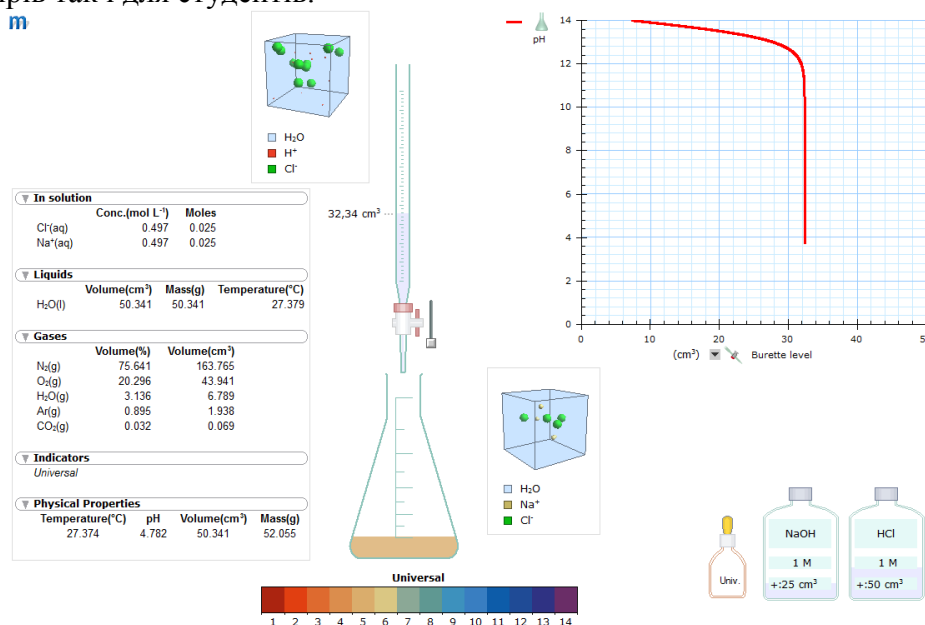 рів так і для студентів.
m
H₂O
H⁺
Cl⁻
In solution
Conc.(mol L⁻¹) Moles
Cl⁻(aq) 0.497 0.025
Na⁺(aq) 0.497 0.025
Liquids
Volume(cm³) Mass(g) Temperature(°C)
H₂O(l) 50.341 50.341 27.379
Gases
Volume(%) Volume(cm³)
N₂(g) 75.641 163.765
O₂(g) 20.296 43.941
H₂O(g) 3.136 6.789
Ar(g) 0.895 1.938
CO₂(g) 0.032 0.069
Indicators
Universal
Physical Properties
Temperature(°C) pH Volume(cm³) Mass(g)
27.374 4.782 50.341 52.055
32,34 cm³
pH
14
12
10
8
6
4
2
0
0 10 20 30 40 50
(cm³) Burette level
H₂O
Na⁺
Cl⁻
Universal
1 2 3 4 5 6 7 8 9 10 11 12 13 14
Univ.
NaOH
1 M
+:25 cm³
HCl
1 M
+:50 cm³